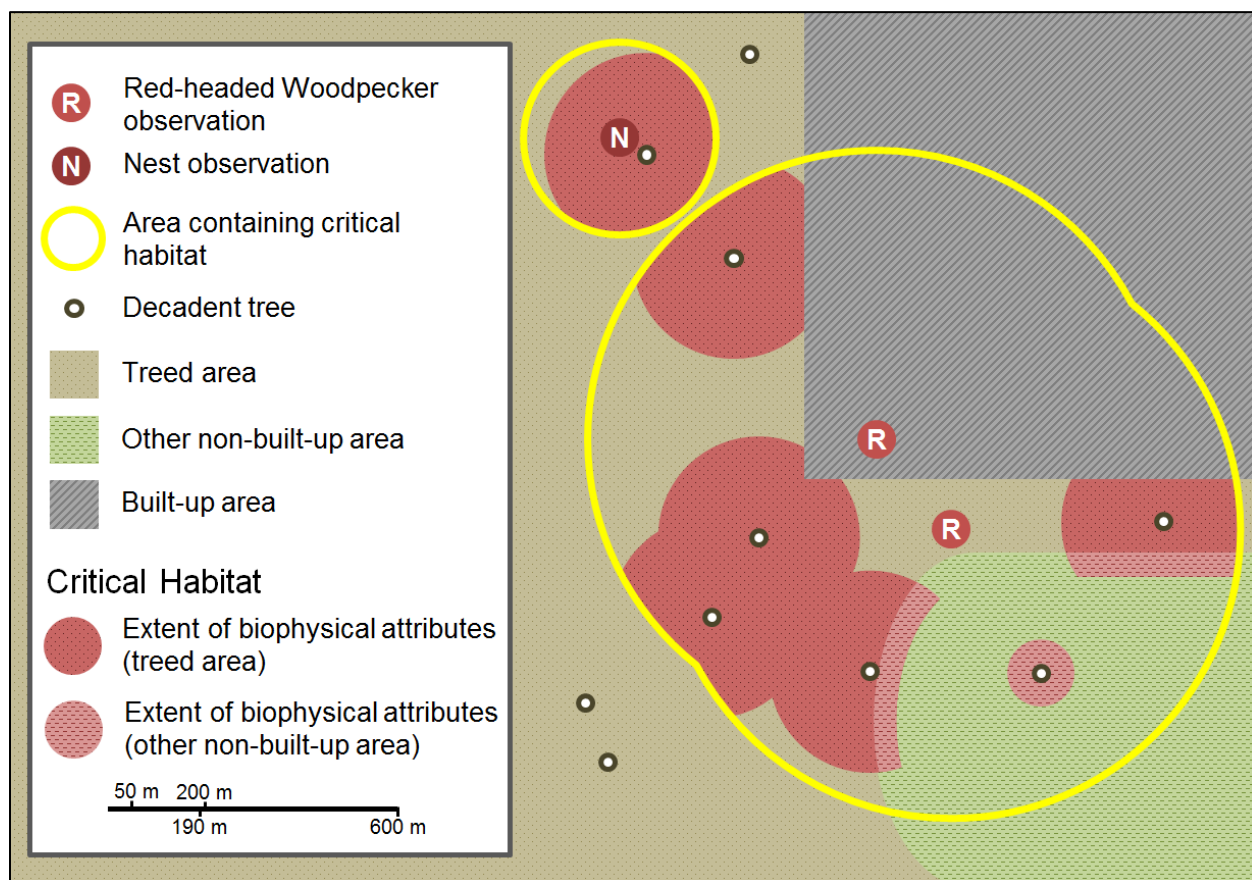 R
Red-headed Woodpecker
observation
N
Nest observation
Area containing critical
habitat
Decadent tree
Treed area
Other non-built-up area
Built-up area
Critical Habitat
Extent of biophysical attributes
(treed area)
Extent of biophysical attributes
(other non-built-up area)
50 m 200 m
190 m 600 m
N
R
R